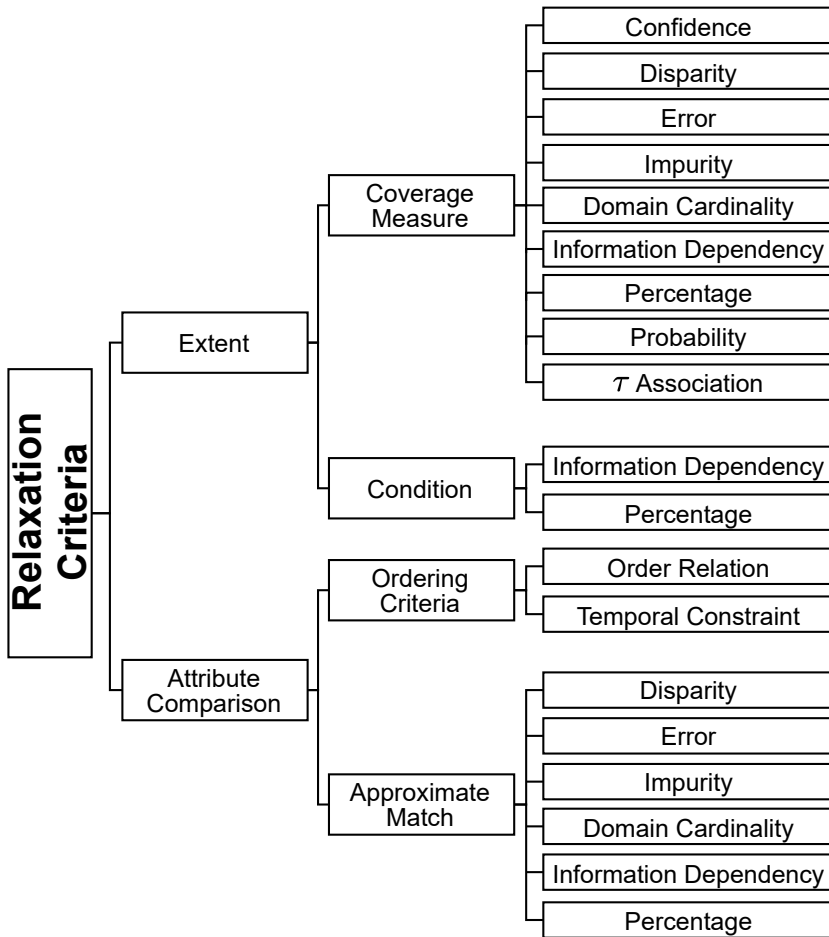 Relaxation
Criteria
Extent
Coverage
Measure
Confidence
Disparity
Error
Impurity
Domain Cardinality
Information Dependency
Percentage
Probability
τ Association
Condition
Information Dependency
Percentage
Attribute
Comparison
Ordering
Criteria
Order Relation
Temporal Constraint
Approximate
Match
Disparity
Error
Impurity
Domain Cardinality
Information Dependency
Percentage